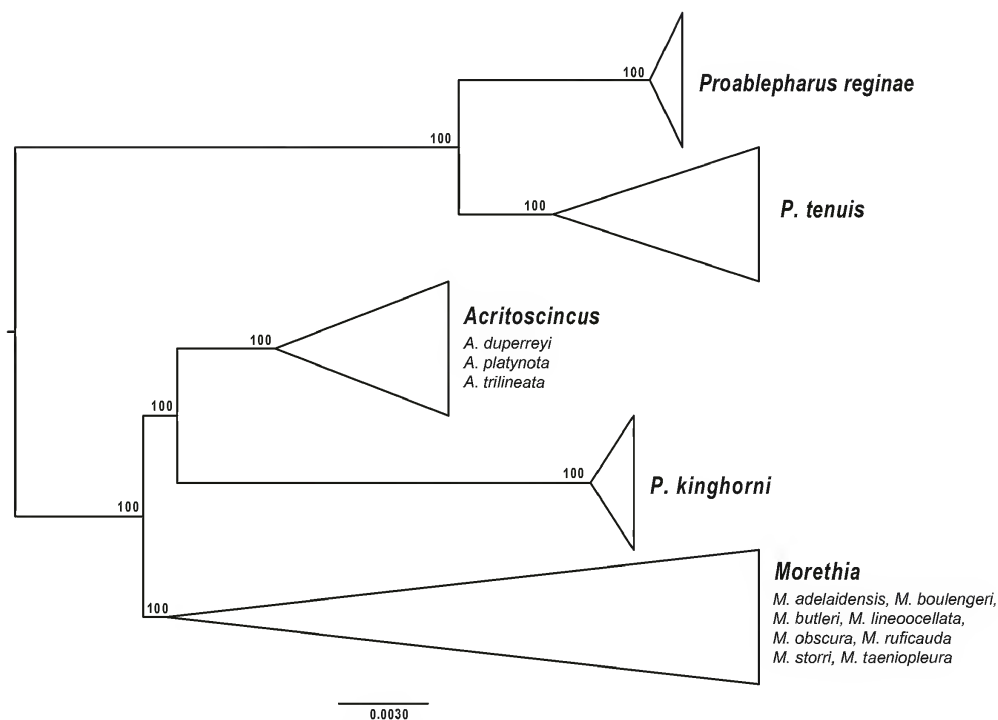 100
Proablepharus reginae
100
100
P. tenuis
100
Acritoscincus
A. duperreyi
A. platynota
A. trilineata
100
100
P. kinghorni
100
100
Morethia
M. adelaidensis, M. boulengeri,
M. butleri, M. lineoocellata,
M. obscura, M. ruficauda
M. storri, M. taeniopleura
0.0030